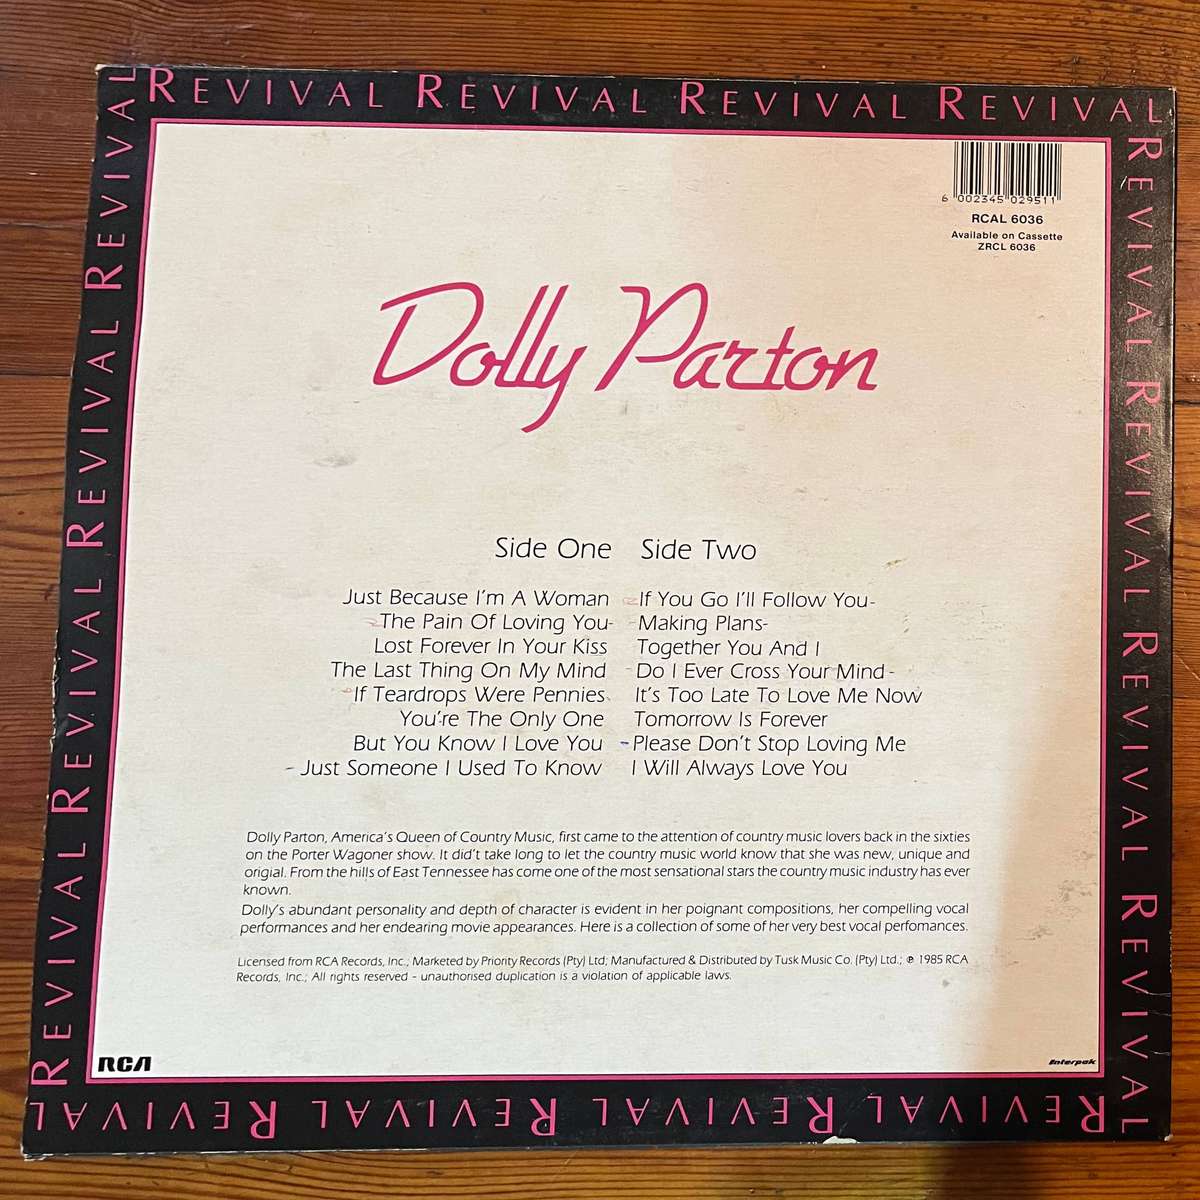 REVIVAL REVIVAL REVIVAL REVIVAL
REVIVAL REVIVAL REVIVAL REVIVAL
REVIVAL REVIVAL REVIVAL REVIVAL
6 002345 029511
RCAL 6036
Available on Cassette
ZRCL 6036
Dolly Parton
Side One
Just Because I'm A Woman
The Pain Of Loving You-
Lost Forever In Your Kiss
The Last Thing On My Mind
If Teardrops Were Pennies
You're The Only One
But You Know I Love You
- Just Someone I Used To Know
Side Two
If You Go I'll Follow You-
-Making Plans-
Together You And I
-Do I Ever Cross Your Mind-
It's Too Late To Love Me Now
Tomorrow Is Forever
-Please Don't Stop Loving Me
I Will Always Love You
Dolly Parton, America's Queen of Country Music, first came to the attention of country music lovers back in the sixties
on the Porter Wagoner show. It did't take long to let the country music world know that she was new, unique and
origial. From the hills of East Tennessee has come one of the most sensational stars the country music industry has ever
known.
Dolly's abundant personality and depth of character is evident in her poignant compositions, her compelling vocal
performances and her endearing movie appearances. Here is a collection of some of her very best vocal perfomances.
Licensed from RCA Records, Inc.; Marketed by Priority Records (Pty) Ltd; Manufactured & Distributed by Tusk Music Co. (Pty) Ltd.; ℗ 1985 RCA
Records, Inc.; All rights reserved - unauthorised duplication is a violation of applicable laws.
RCA
Interpak
REVIVAL REVIVAL REVIVAL REVIVAL